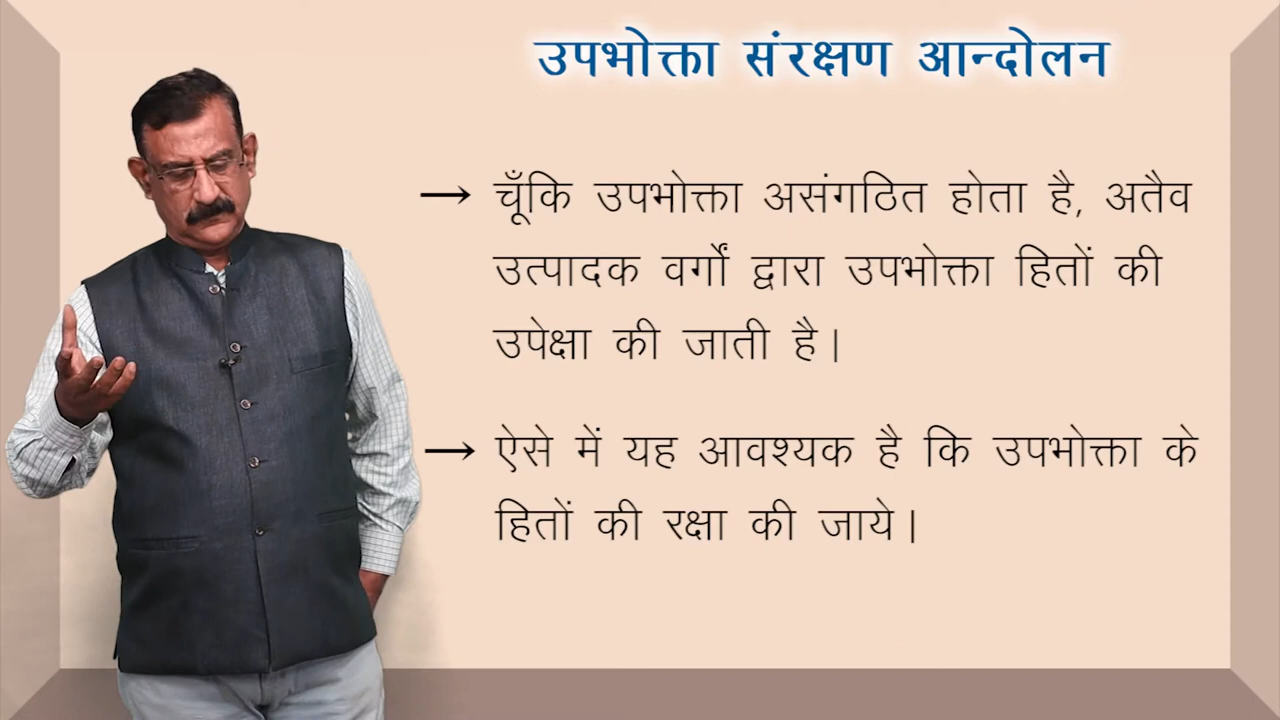 उपभोक्ता संरक्षण आन्दोलन
→ चूँकि उपभोक्ता असंगठित होता है, अतैव
उत्पादक वर्गों द्वारा उपभोक्ता हितों की
उपेक्षा की जाती है।
→ ऐसे में यह आवश्यक है कि उपभोक्ता के
हितों की रक्षा की जाये।